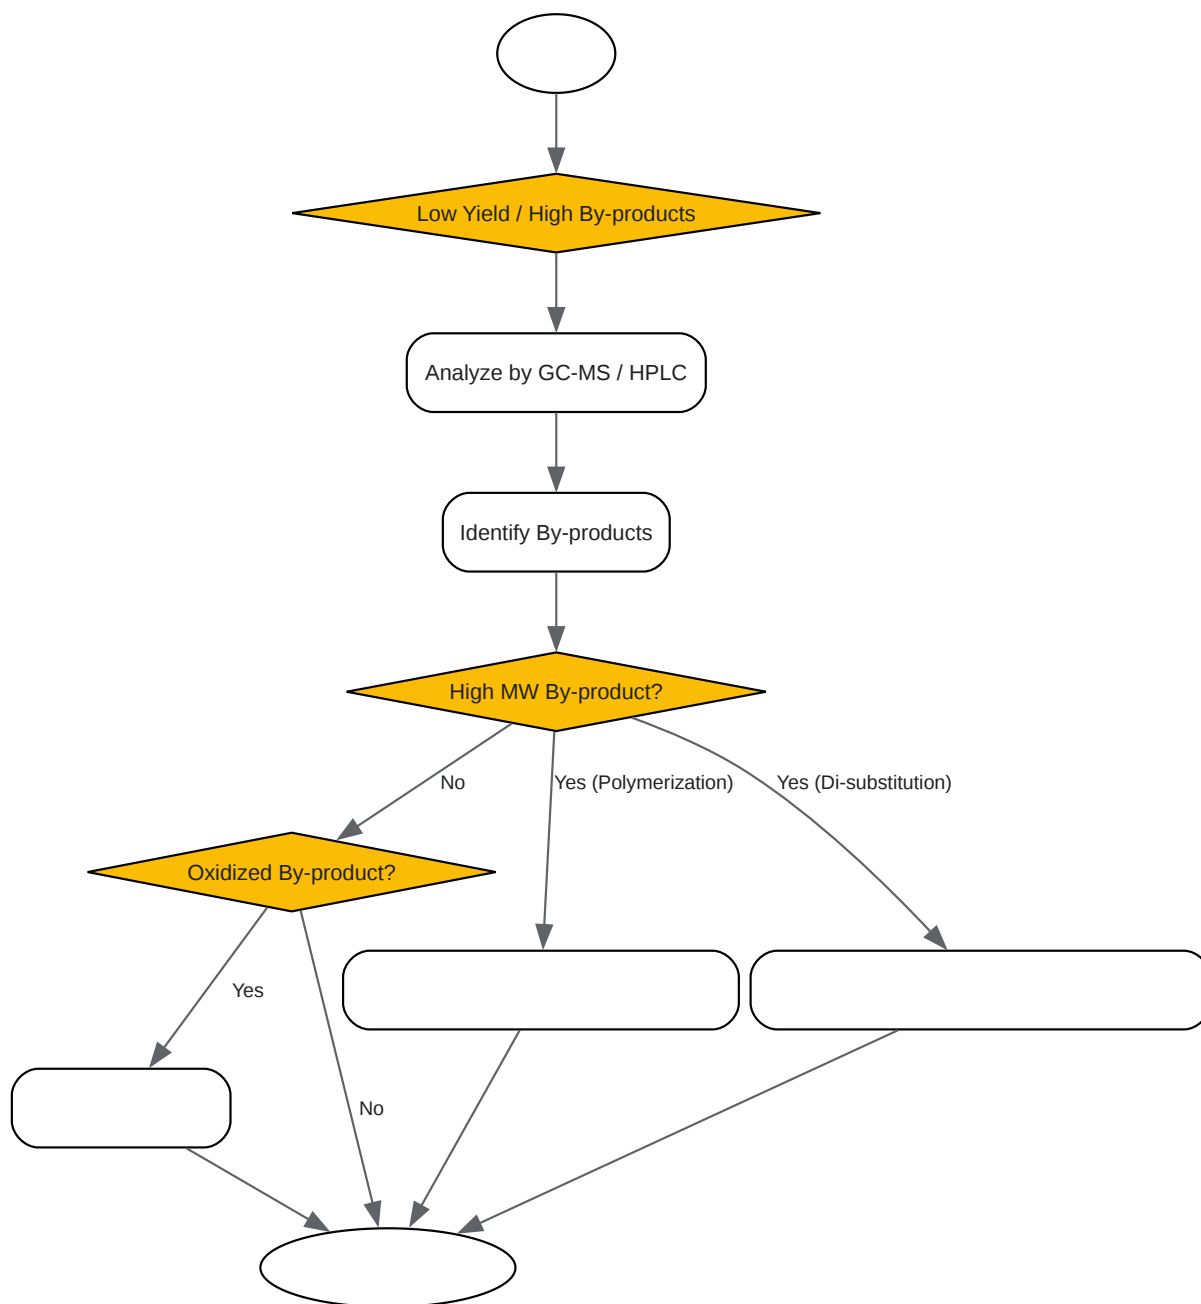 Low Yield / High By-products
Analyze by GC-MS / HPLC
Identify By-products
High MW By-product?
No
Yes (Polymerization)
Yes (Di-substitution)
Oxidized By-product?
Yes
No